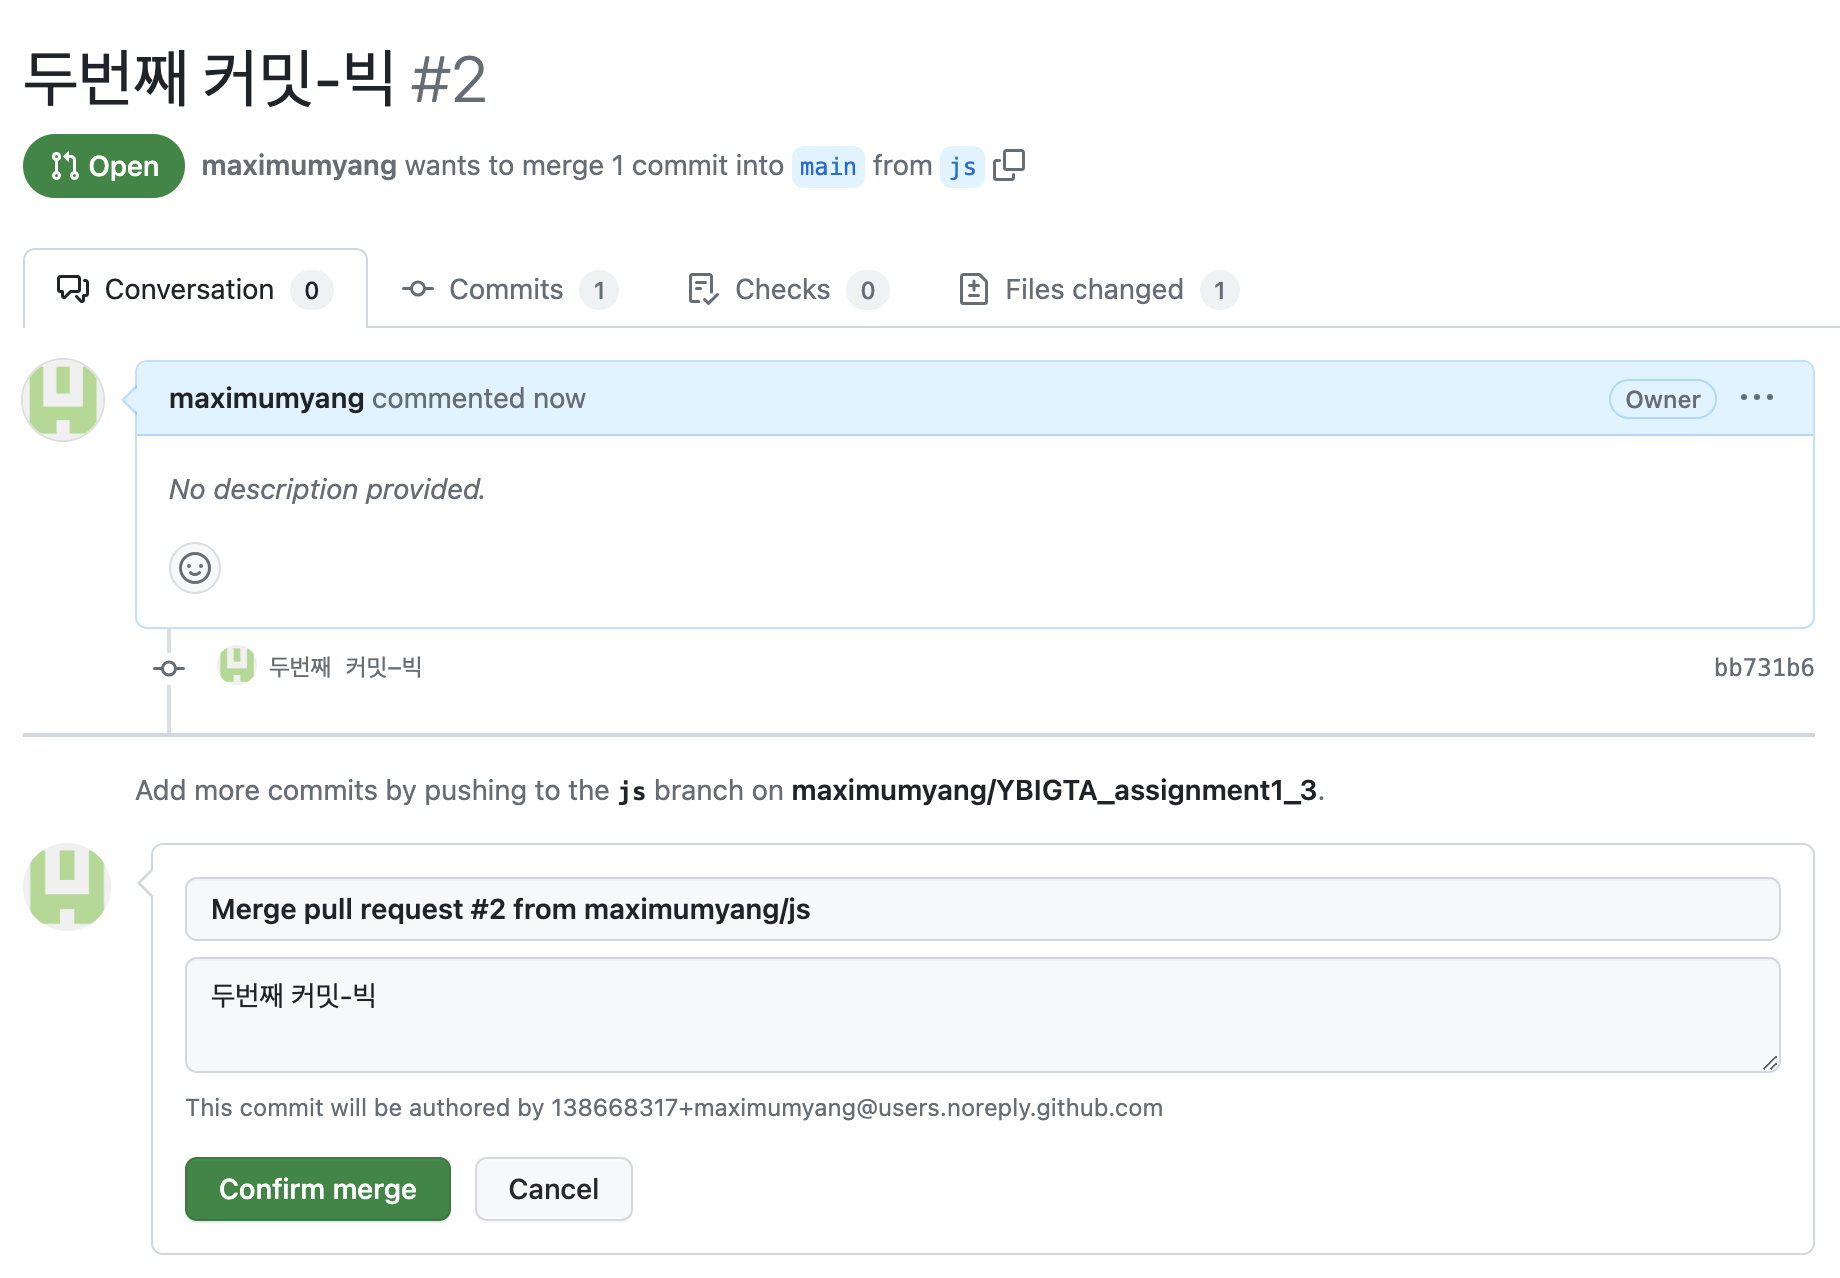 두번째 커밋-빅 #2
Open maximumyang wants to merge 1 commit into main from js
Conversation 0 Commits 1 Checks 0 Files changed 1
maximumyang commented now Owner
No description provided.
두번째 커밋-빅 bb731b6
Add more commits by pushing to the js branch on maximumyang/YBIGTA_assignment1_3.
Merge pull request #2 from maximumyang/js
두번째 커밋-빅
This commit will be authored by 138668317+maximumyang@users.noreply.github.com
Confirm merge Cancel